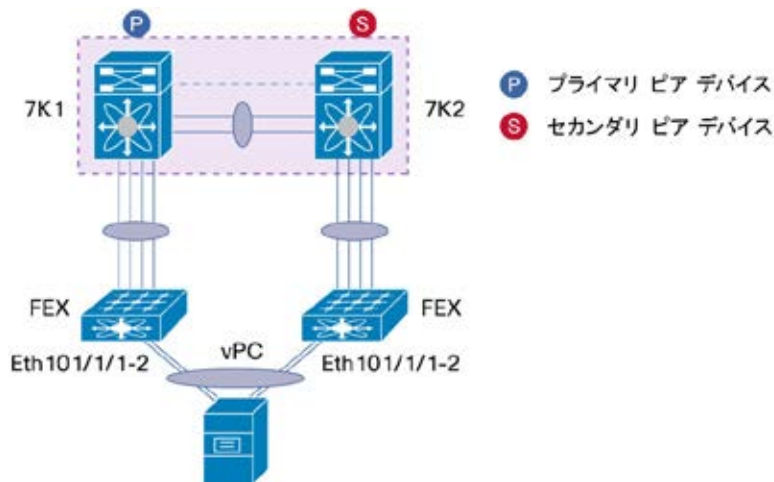 P
S
7K1
7K2
P プライマリ ピア デバイス
S セカンダリ ピア デバイス
FEX
FEX
Eth101/1/1-2
vPC
Eth101/1/1-2